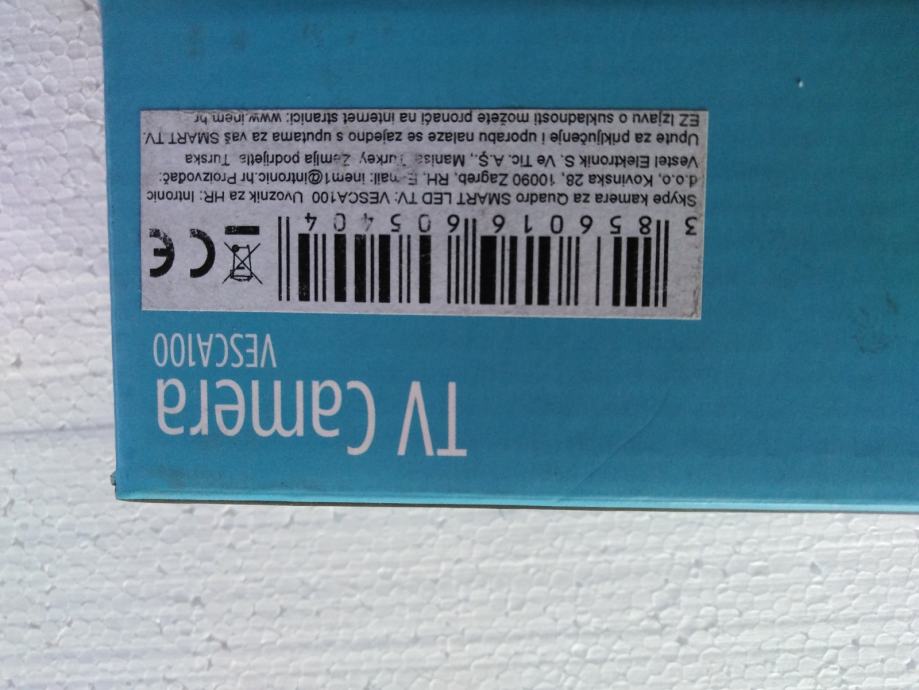 TV Camera
VESCA100
3 856016 605404
CE
Skype kamera za Quadro SMART LED TV: VESCA100 Uvoznik za HR: Intronic
d.o.o, Kovinska 28, 10090 Zagreb, RH, E-mail: inem1@intronic.hr Proizvođač:
Vestel Elektronik S. Ve Tic. A.Ş., Manisa Turkey Zemlja podrijetla: Turska
Upute za priključenje i uporabu nalaze se zajedno s uputama za vaš SMART TV.
EZ Izjavu o sukladnosti možete pronaći na internet stranici: www.inem.hr